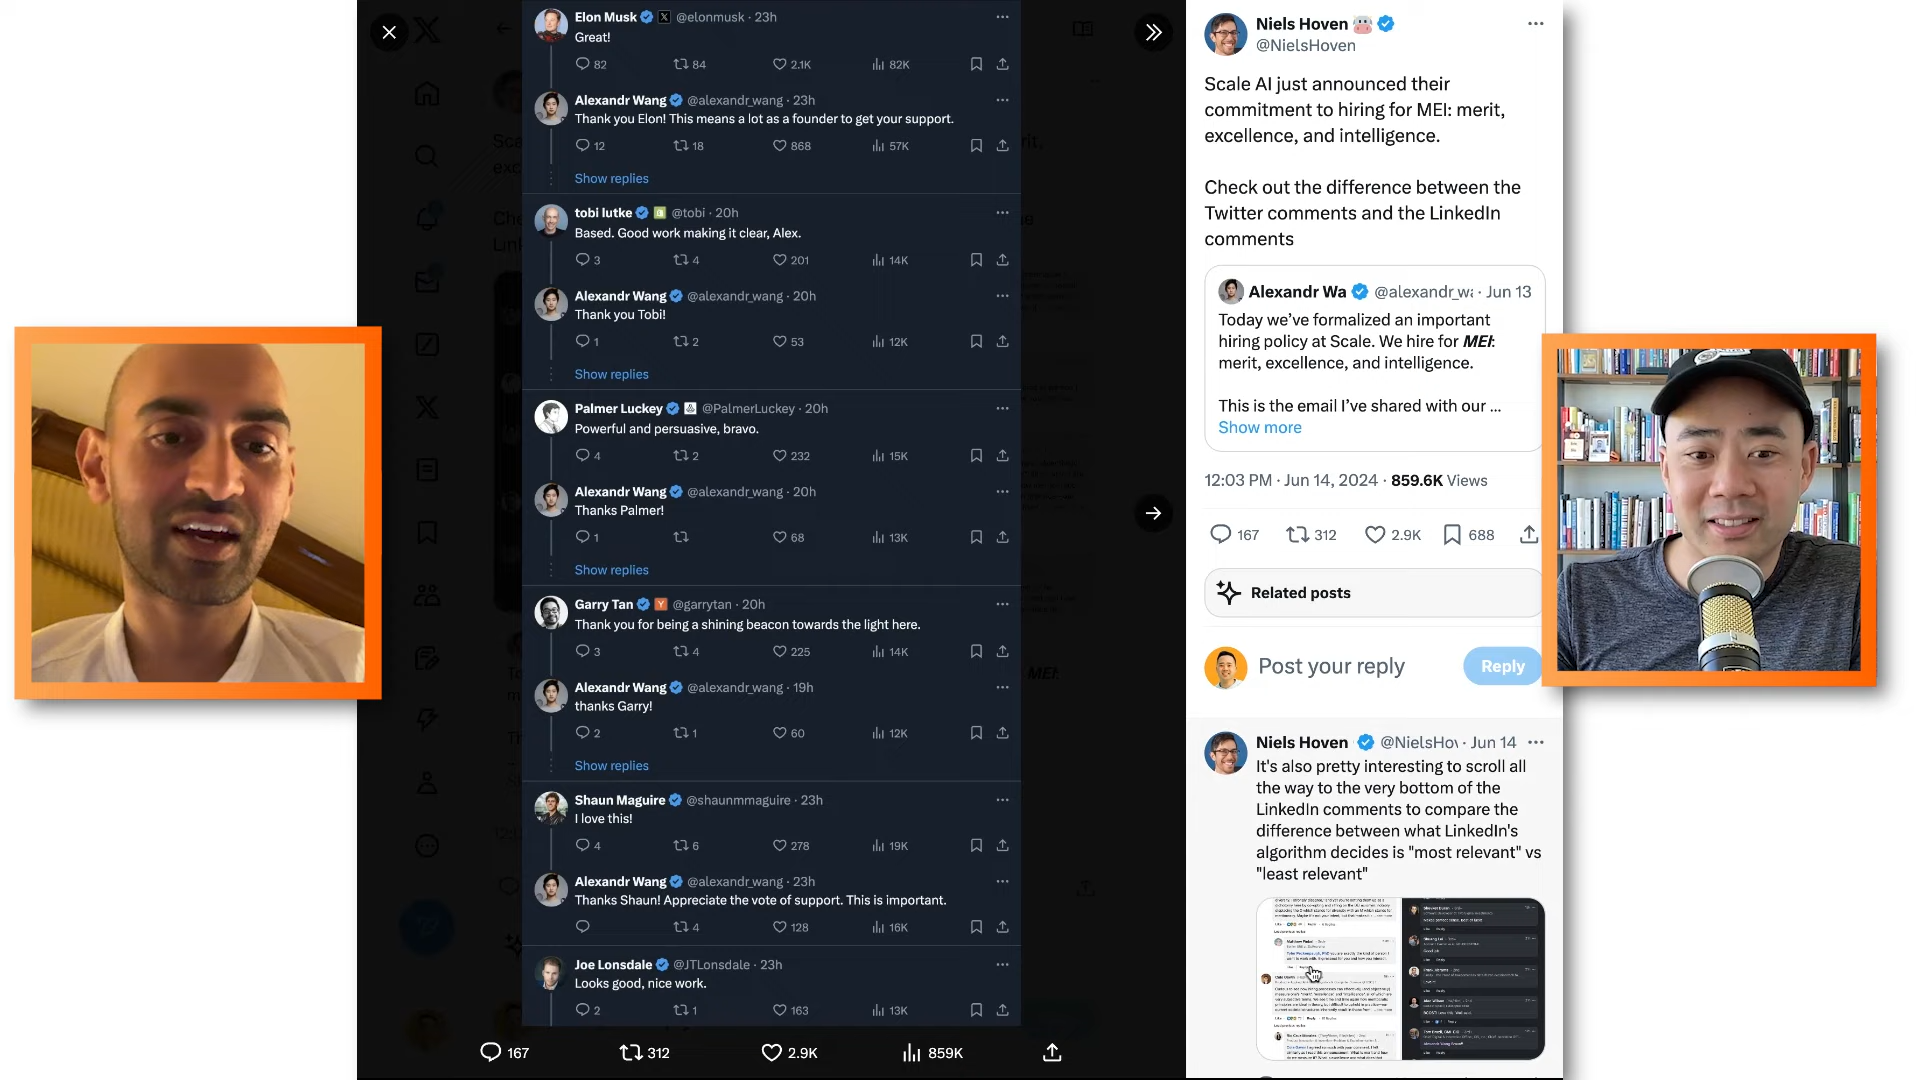 Elon Musk @elonmusk · 23h
Great!
82 84 2.1K 82K
Alexandr Wang @alexandr_wang · 23h
Thank you Elon! This means a lot as a founder to get your support.
12 18 868 57K
Show replies
tobi lutke @tobi · 20h
Based. Good work making it clear, Alex.
3 4 201 14K
Alexandr Wang @alexandr_wang · 20h
Thank you Tobi!
1 2 53 12K
Show replies
Palmer Luckey @PalmerLuckey · 20h
Powerful and persuasive, bravo.
4 2 232 15K
Alexandr Wang @alexandr_wang · 20h
Thanks Palmer!
1 68 13K
Show replies
Garry Tan @garrytan · 20h
Thank you for being a shining beacon towards the light here.
3 4 225 14K
Alexandr Wang @alexandr_wang · 19h
thanks Garry!
2 1 60 12K
Show replies
Shaun Maguire @shaunmmaguire · 23h
I love this!
4 6 278 19K
Alexandr Wang @alexandr_wang · 23h
Thanks Shaun! Appreciate the vote of support. This is important.
4 128 16K
Joe Lonsdale @JTLonsdale · 23h
Looks good, nice work.
2 1 163 13K
167 312 2.9K 859K
Niels Hoven
@NielsHoven
Scale AI just announced their
commitment to hiring for MEI: merit,
excellence, and intelligence.
Check out the difference between the
Twitter comments and the LinkedIn
comments
Alexandr Wa @alexandr_wa · Jun 13
Today we've formalized an important
hiring policy at Scale. We hire for MEI:
merit, excellence, and intelligence.
This is the email I've shared with our ...
Show more
12:03 PM · Jun 14, 2024 · 859.6K Views
167 312 2.9K 688
Related posts
Post your reply Reply
Niels Hoven @NielsHov · Jun 14
It's also pretty interesting to scroll all
the way to the very bottom of the
LinkedIn comments to compare the
difference between what LinkedIn's
algorithm decides is "most relevant" vs
"least relevant"